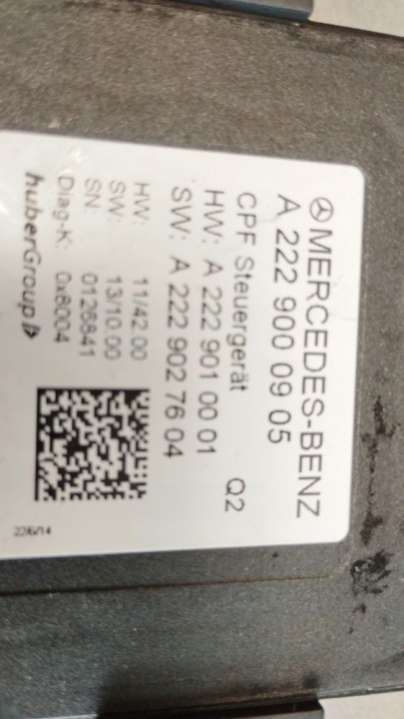 MERCEDES-BENZ
A 222 900 09 05
CPF Steuergerät Q2
HW: A 222 901 00 01
SW: A 222 902 76 04
HW: 11/42.00
SW: 13/10.00
SN: 0126841
Diag-K: 0x6004
huberGroup
22/6/14